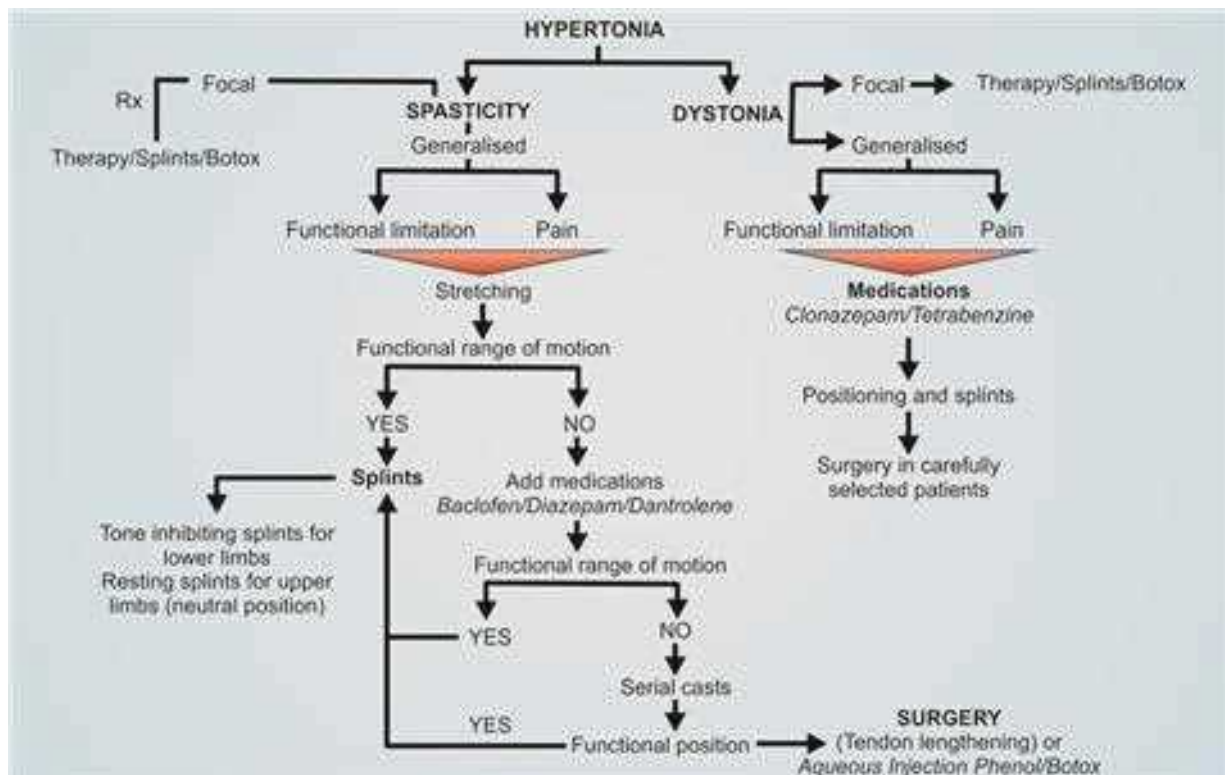 HYPERTONIA
Rx
Focal
Therapy/Splints/Botox
SPASTICITY
Generalised
DYSTONIA
Focal
Therapy/Splints/Botox
Generalised
Functional limitation
Pain
Functional limitation
Pain
Stretching
Functional range of motion
YES
NO
Splints
Tone inhibiting splints for
lower limbs
Resting splints for upper
limbs (neutral position)
Add medications
Baclofen/Diazepam/Dantrolene
Functional range of motion
YES
NO
Serial casts
YES
Functional position
SURGERY
(Tendon lengthening) or
Aqueous Injection Phenol/Botox
Medications
Clonazepam/Tetrabenzine
Positioning and splints
Surgery in carefully
selected patients